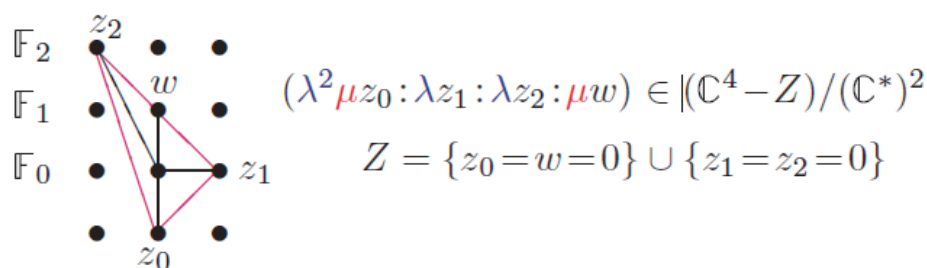 z₂
𝔽₂
w
𝔽₁
(λ²μz₀ : λz₁ : λz₂ : μw) ∈ |(ℂ⁴−Z)/(ℂ*)²
𝔽₀
z₁
Z = {z₀=w=0} ∪ {z₁=z₂=0}
z₀